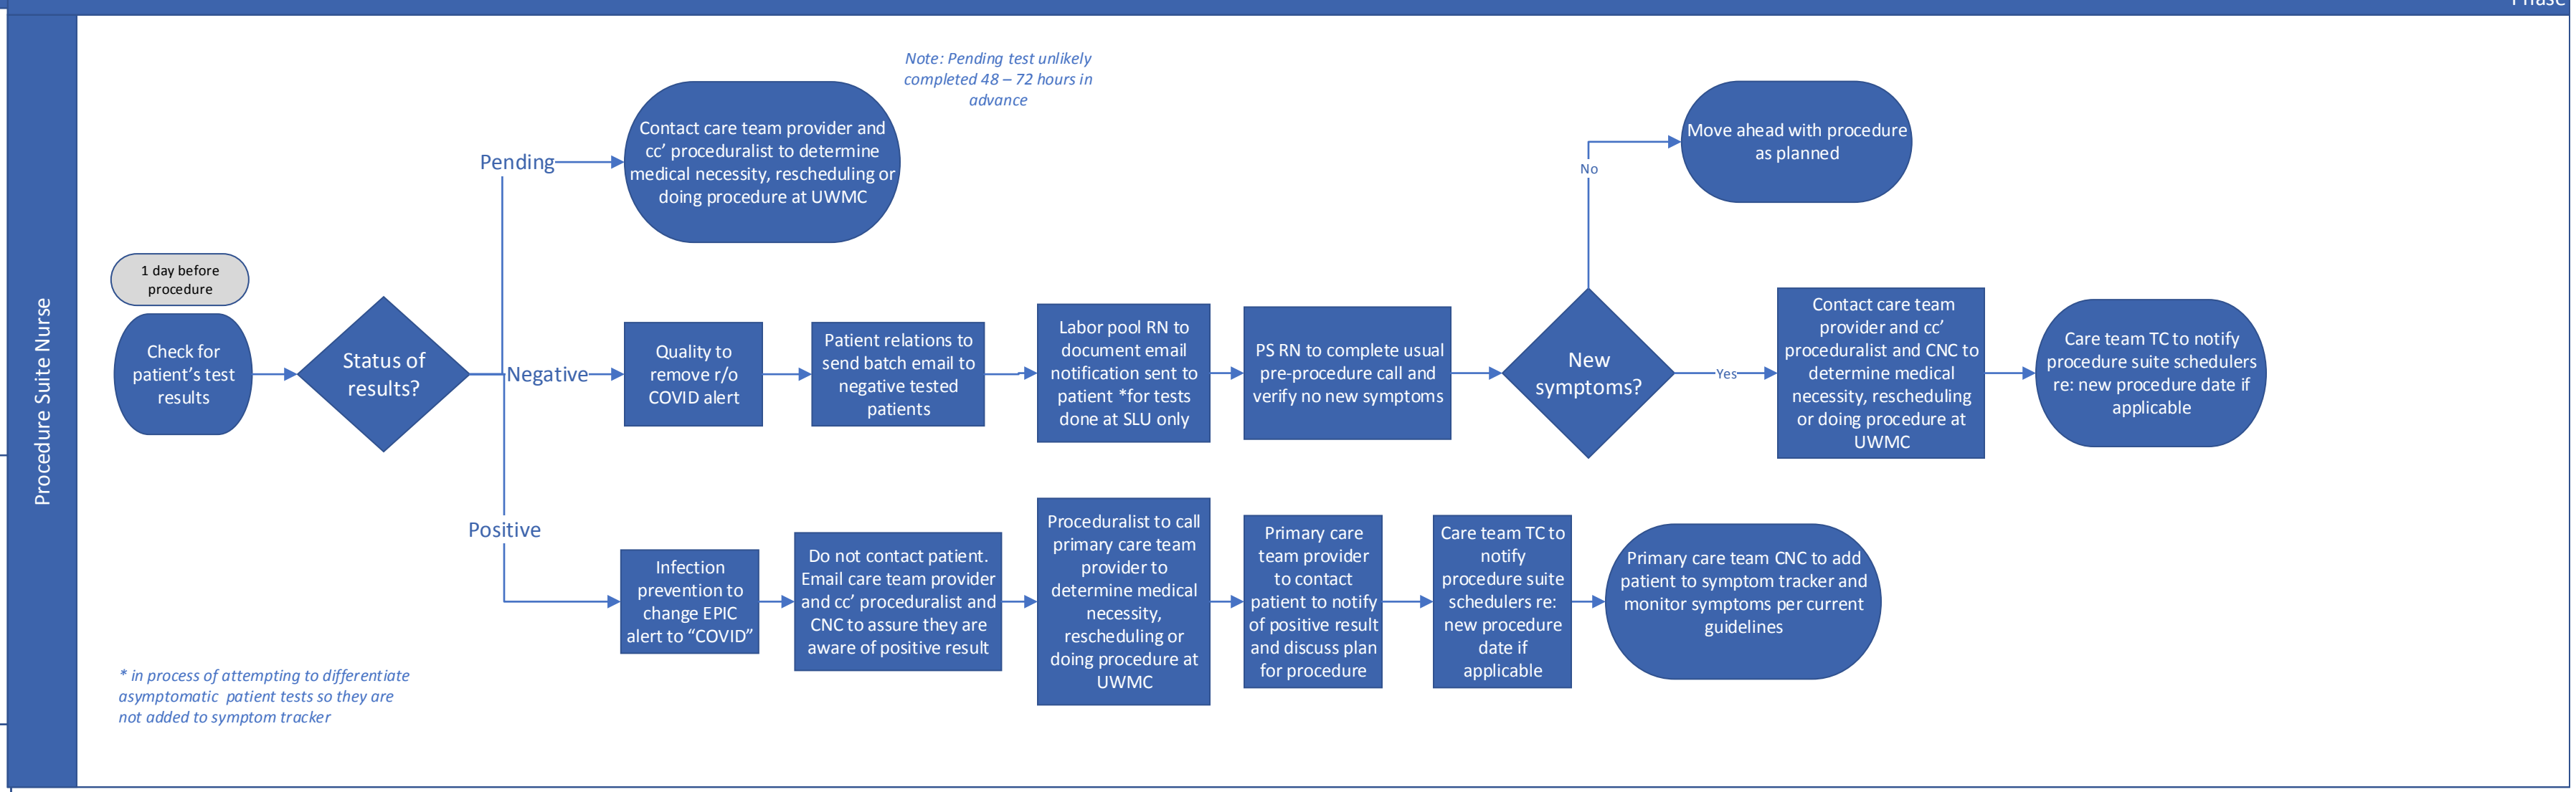 Phase
Procedure Suite Nurse
Note: Pending test unlikely
completed 48 – 72 hours in
advance
1 day before
procedure
Check for
patient's test
results
Status of
results?
Pending
Contact care team provider and
cc' proceduralist to determine
medical necessity, rescheduling or
doing procedure at UWMC
Negative
Quality to
remove r/o
COVID alert
Patient relations to
send batch email to
negative tested
patients
Labor pool RN to
document email
notification sent to
patient *for tests
done at SLU only
PS RN to complete usual
pre-procedure call and
verify no new symptoms
New
symptoms?
No
Move ahead with procedure
as planned
Yes
Contact care team
provider and cc'
proceduralist and CNC to
determine medical
necessity, rescheduling
or doing procedure at
UWMC
Care team TC to notify
procedure suite schedulers
re: new procedure date if
applicable
Positive
Infection
prevention to
change EPIC
alert to “COVID”
Do not contact patient.
Email care team provider
and cc' proceduralist and
CNC to assure they are
aware of positive result
Proceduralist to call
primary care team
provider to
determine medical
necessity,
rescheduling or
doing procedure at
UWMC
Primary care
team provider
to contact
patient to notify
of positive result
and discuss plan
for procedure
Care team TC to
notify
procedure suite
schedulers re:
new procedure
date if
applicable
Primary care team CNC to add
patient to symptom tracker and
monitor symptoms per current
guidelines
* in process of attempting to differentiate
asymptomatic patient tests so they are
not added to symptom tracker